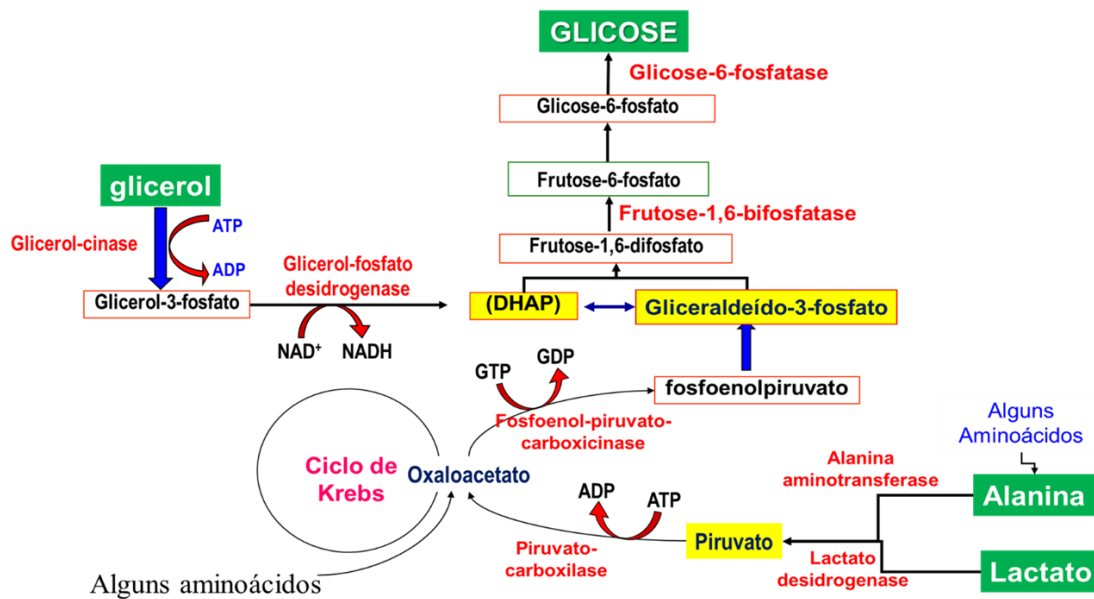 GLICOSE
Glicose-6-fosfatase
Glicose-6-fosfato
Frutose-6-fosfato
Frutose-1,6-bifosfatase
Frutose-1,6-difosfato
glicerol
Glicerol-cinase
ATP
ADP
Glicerol-3-fosfato
Glicerol-fosfato
desidrogenase
NAD+
NADH
(DHAP)
Gliceraldeído-3-fosfato
GTP
GDP
fosfoenolpiruvato
Fosfoenol-piruvato-
carboxicinase
Ciclo de
Krebs
Oxaloacetato
ADP
ATP
Piruvato-
carboxilase
Piruvato
Alguns
Aminoácidos
Alanina
aminotransferase
Alanina
Lactato
desidrogenase
Lactato
Alguns aminoácidos